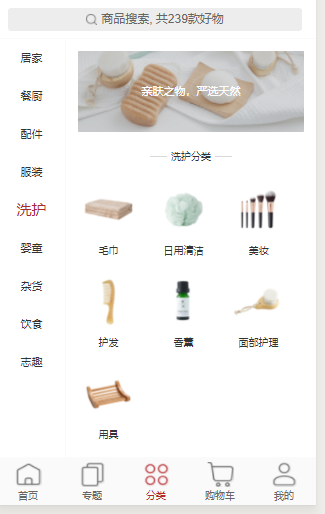 商品搜索, 共239款好物
居家
餐厨
配件
服装
洗护
婴童
杂货
饮食
志趣
亲肤之物，严选天然
洗护分类
毛巾
日用清洁
美妆
护发
香薰
面部护理
用具
首页
专题
分类
购物车
我的